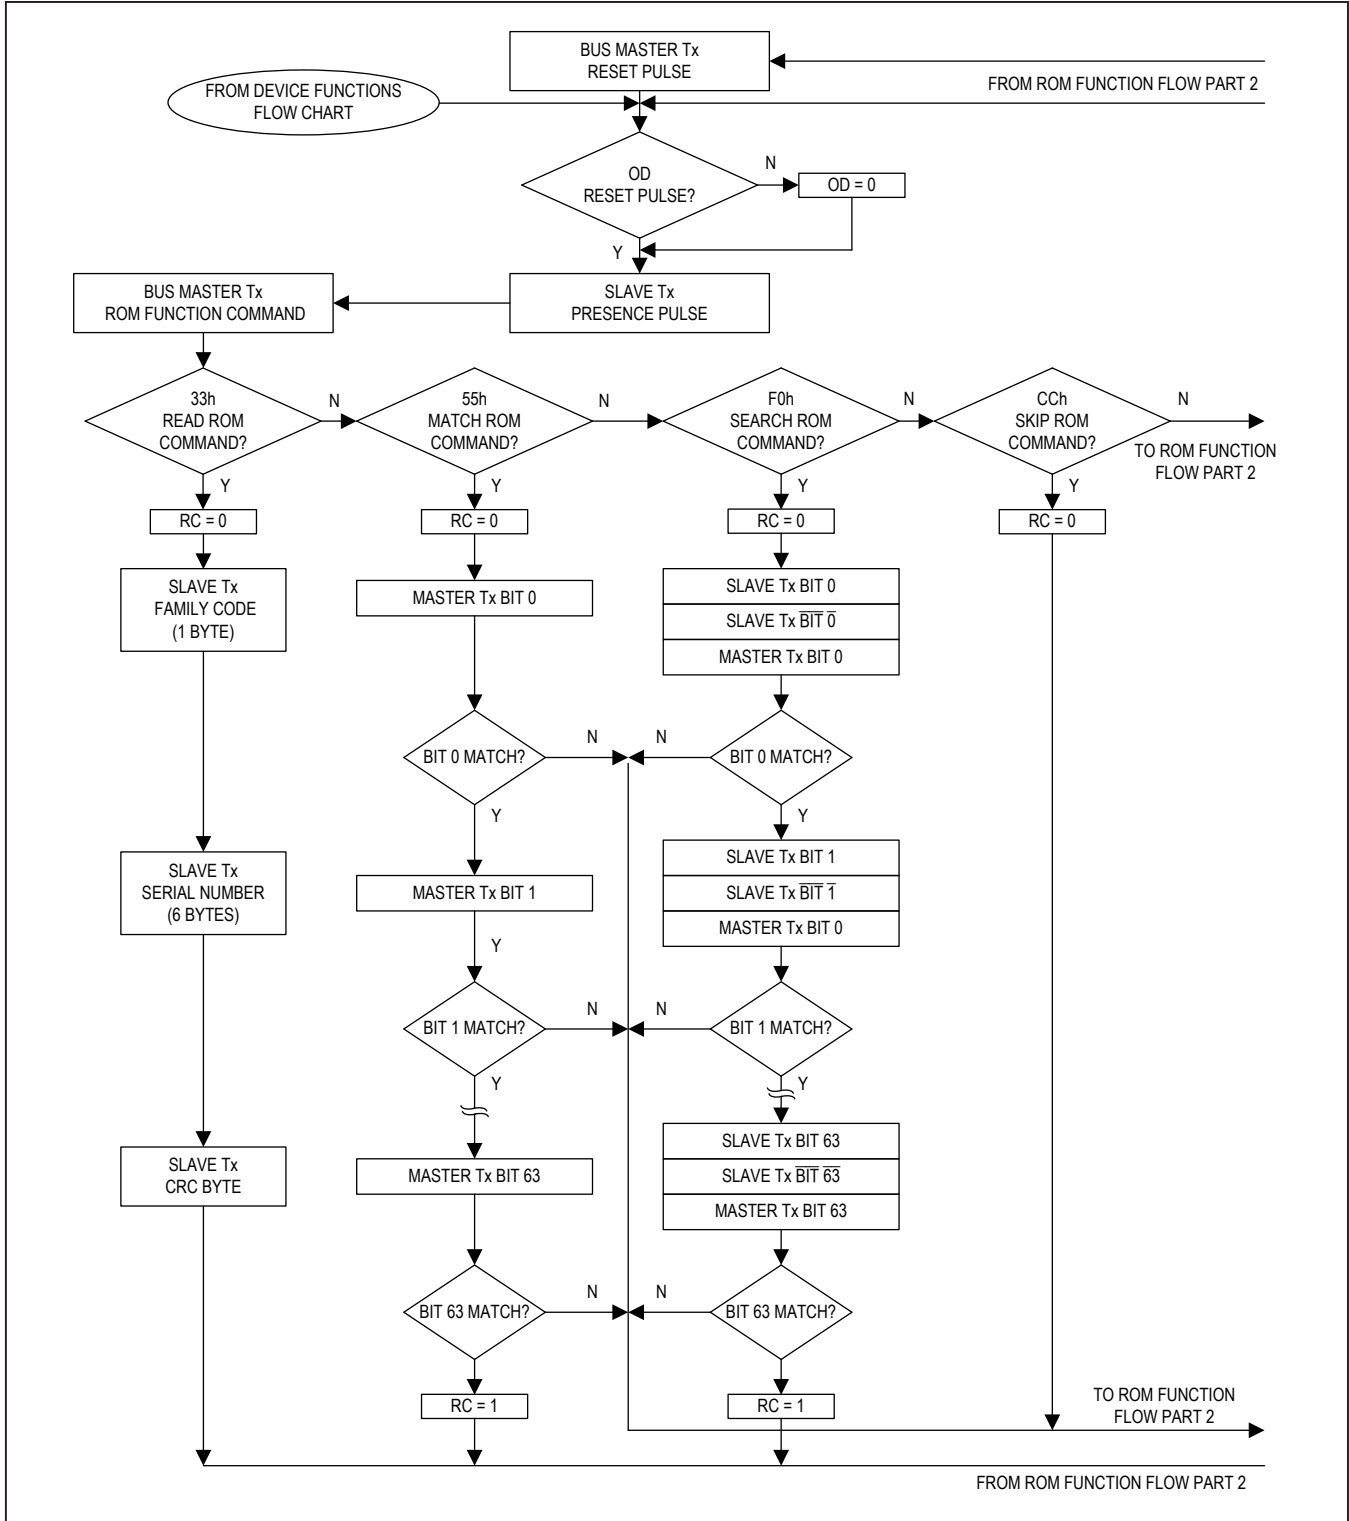 BUS MASTER Tx
RESET PULSE
FROM ROM FUNCTION FLOW PART 2
FROM DEVICE FUNCTIONS
FLOW CHART
OD
RESET PULSE?
N
OD = 0
Y
BUS MASTER Tx
ROM FUNCTION COMMAND
SLAVE Tx
PRESENCE PULSE
33h
READ ROM
COMMAND?
N
55h
MATCH ROM
COMMAND?
N
F0h
SEARCH ROM
COMMAND?
N
CCh
SKIP ROM
COMMAND?
N
TO ROM FUNCTION
FLOW PART 2
Y
Y
Y
Y
RC = 0
RC = 0
RC = 0
RC = 0
SLAVE Tx
FAMILY CODE
(1 BYTE)
MASTER Tx BIT 0
SLAVE Tx BIT 0
SLAVE Tx B̅I̅T̅ 0̅
MASTER Tx BIT 0
BIT 0 MATCH?
N
N
BIT 0 MATCH?
Y
Y
SLAVE Tx
SERIAL NUMBER
(6 BYTES)
MASTER Tx BIT 1
SLAVE Tx BIT 1
SLAVE Tx B̅I̅T̅ 1̅
MASTER Tx BIT 0
Y
BIT 1 MATCH?
N
N
BIT 1 MATCH?
Y
Y
SLAVE Tx
CRC BYTE
MASTER Tx BIT 63
SLAVE Tx BIT 63
SLAVE Tx B̅I̅T̅ 6̅3̅
MASTER Tx BIT 63
BIT 63 MATCH?
N
N
BIT 63 MATCH?
RC = 1
RC = 1
TO ROM FUNCTION
FLOW PART 2
FROM ROM FUNCTION FLOW PART 2